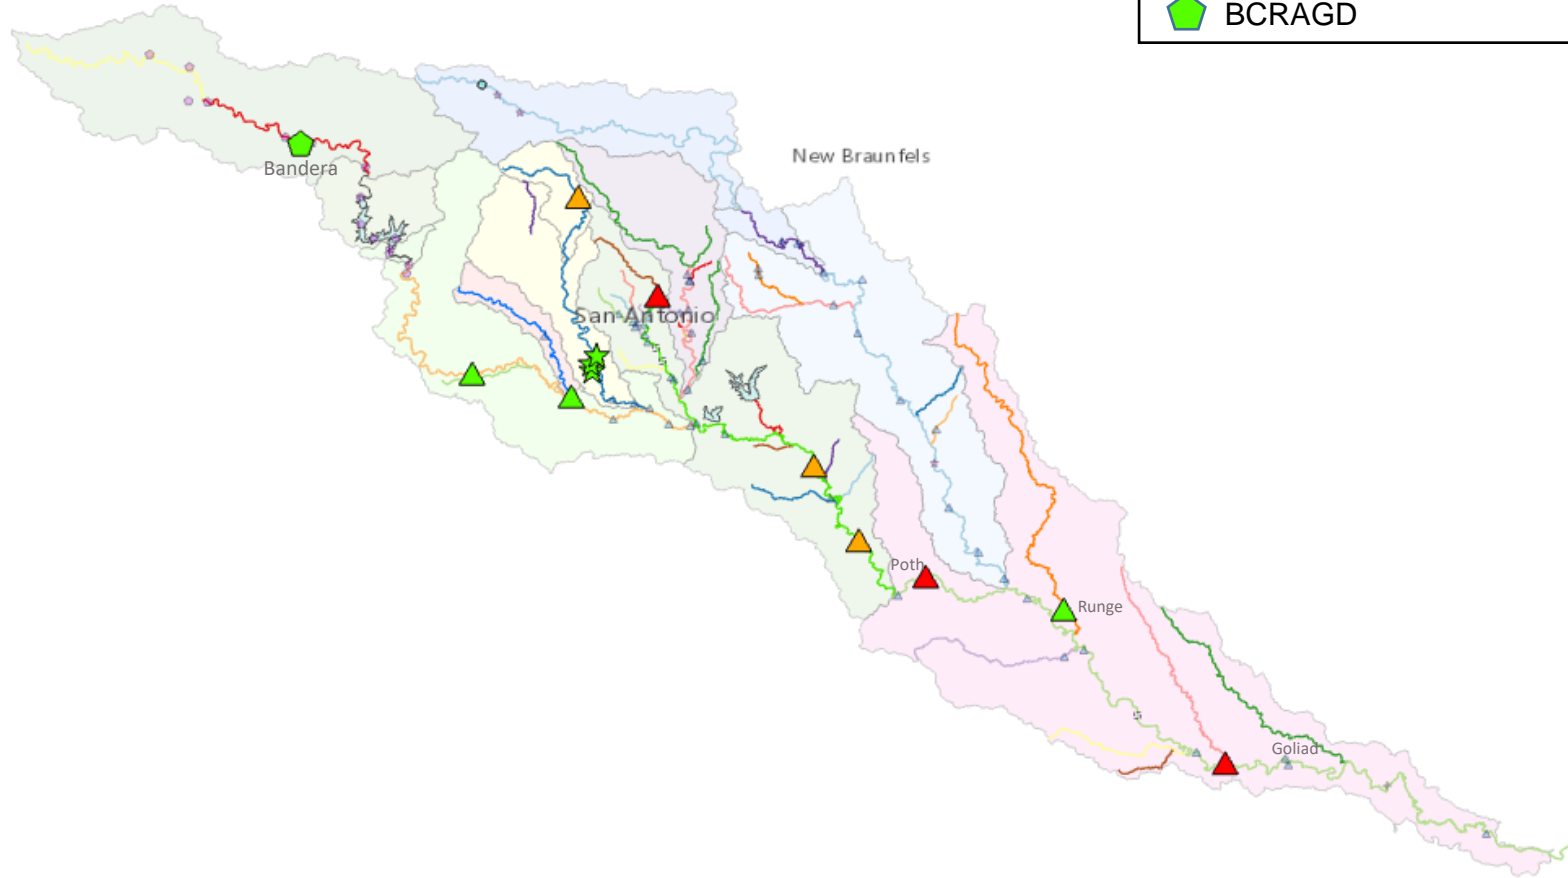 BCRAGD
New Braunfels
Bandera
San Antonio
Poth
Runge
Goliad